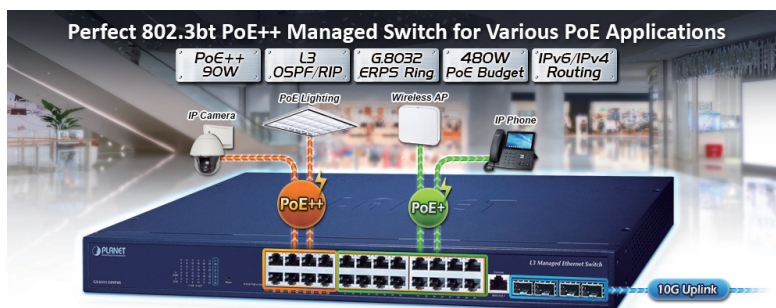 Perfect 802.3bt PoE++ Managed Switch for Various PoE Applications
PoE++
90W
L3
OSPF/RIP
G.8032
ERPS Ring
480W
PoE Budget
IPv6/IPv4
Routing
PoE Lighting
Wireless AP
IP Camera
IP Phone
PoE++
PoE+
PLANET
L3 Managed Ethernet Switch
10G Uplink